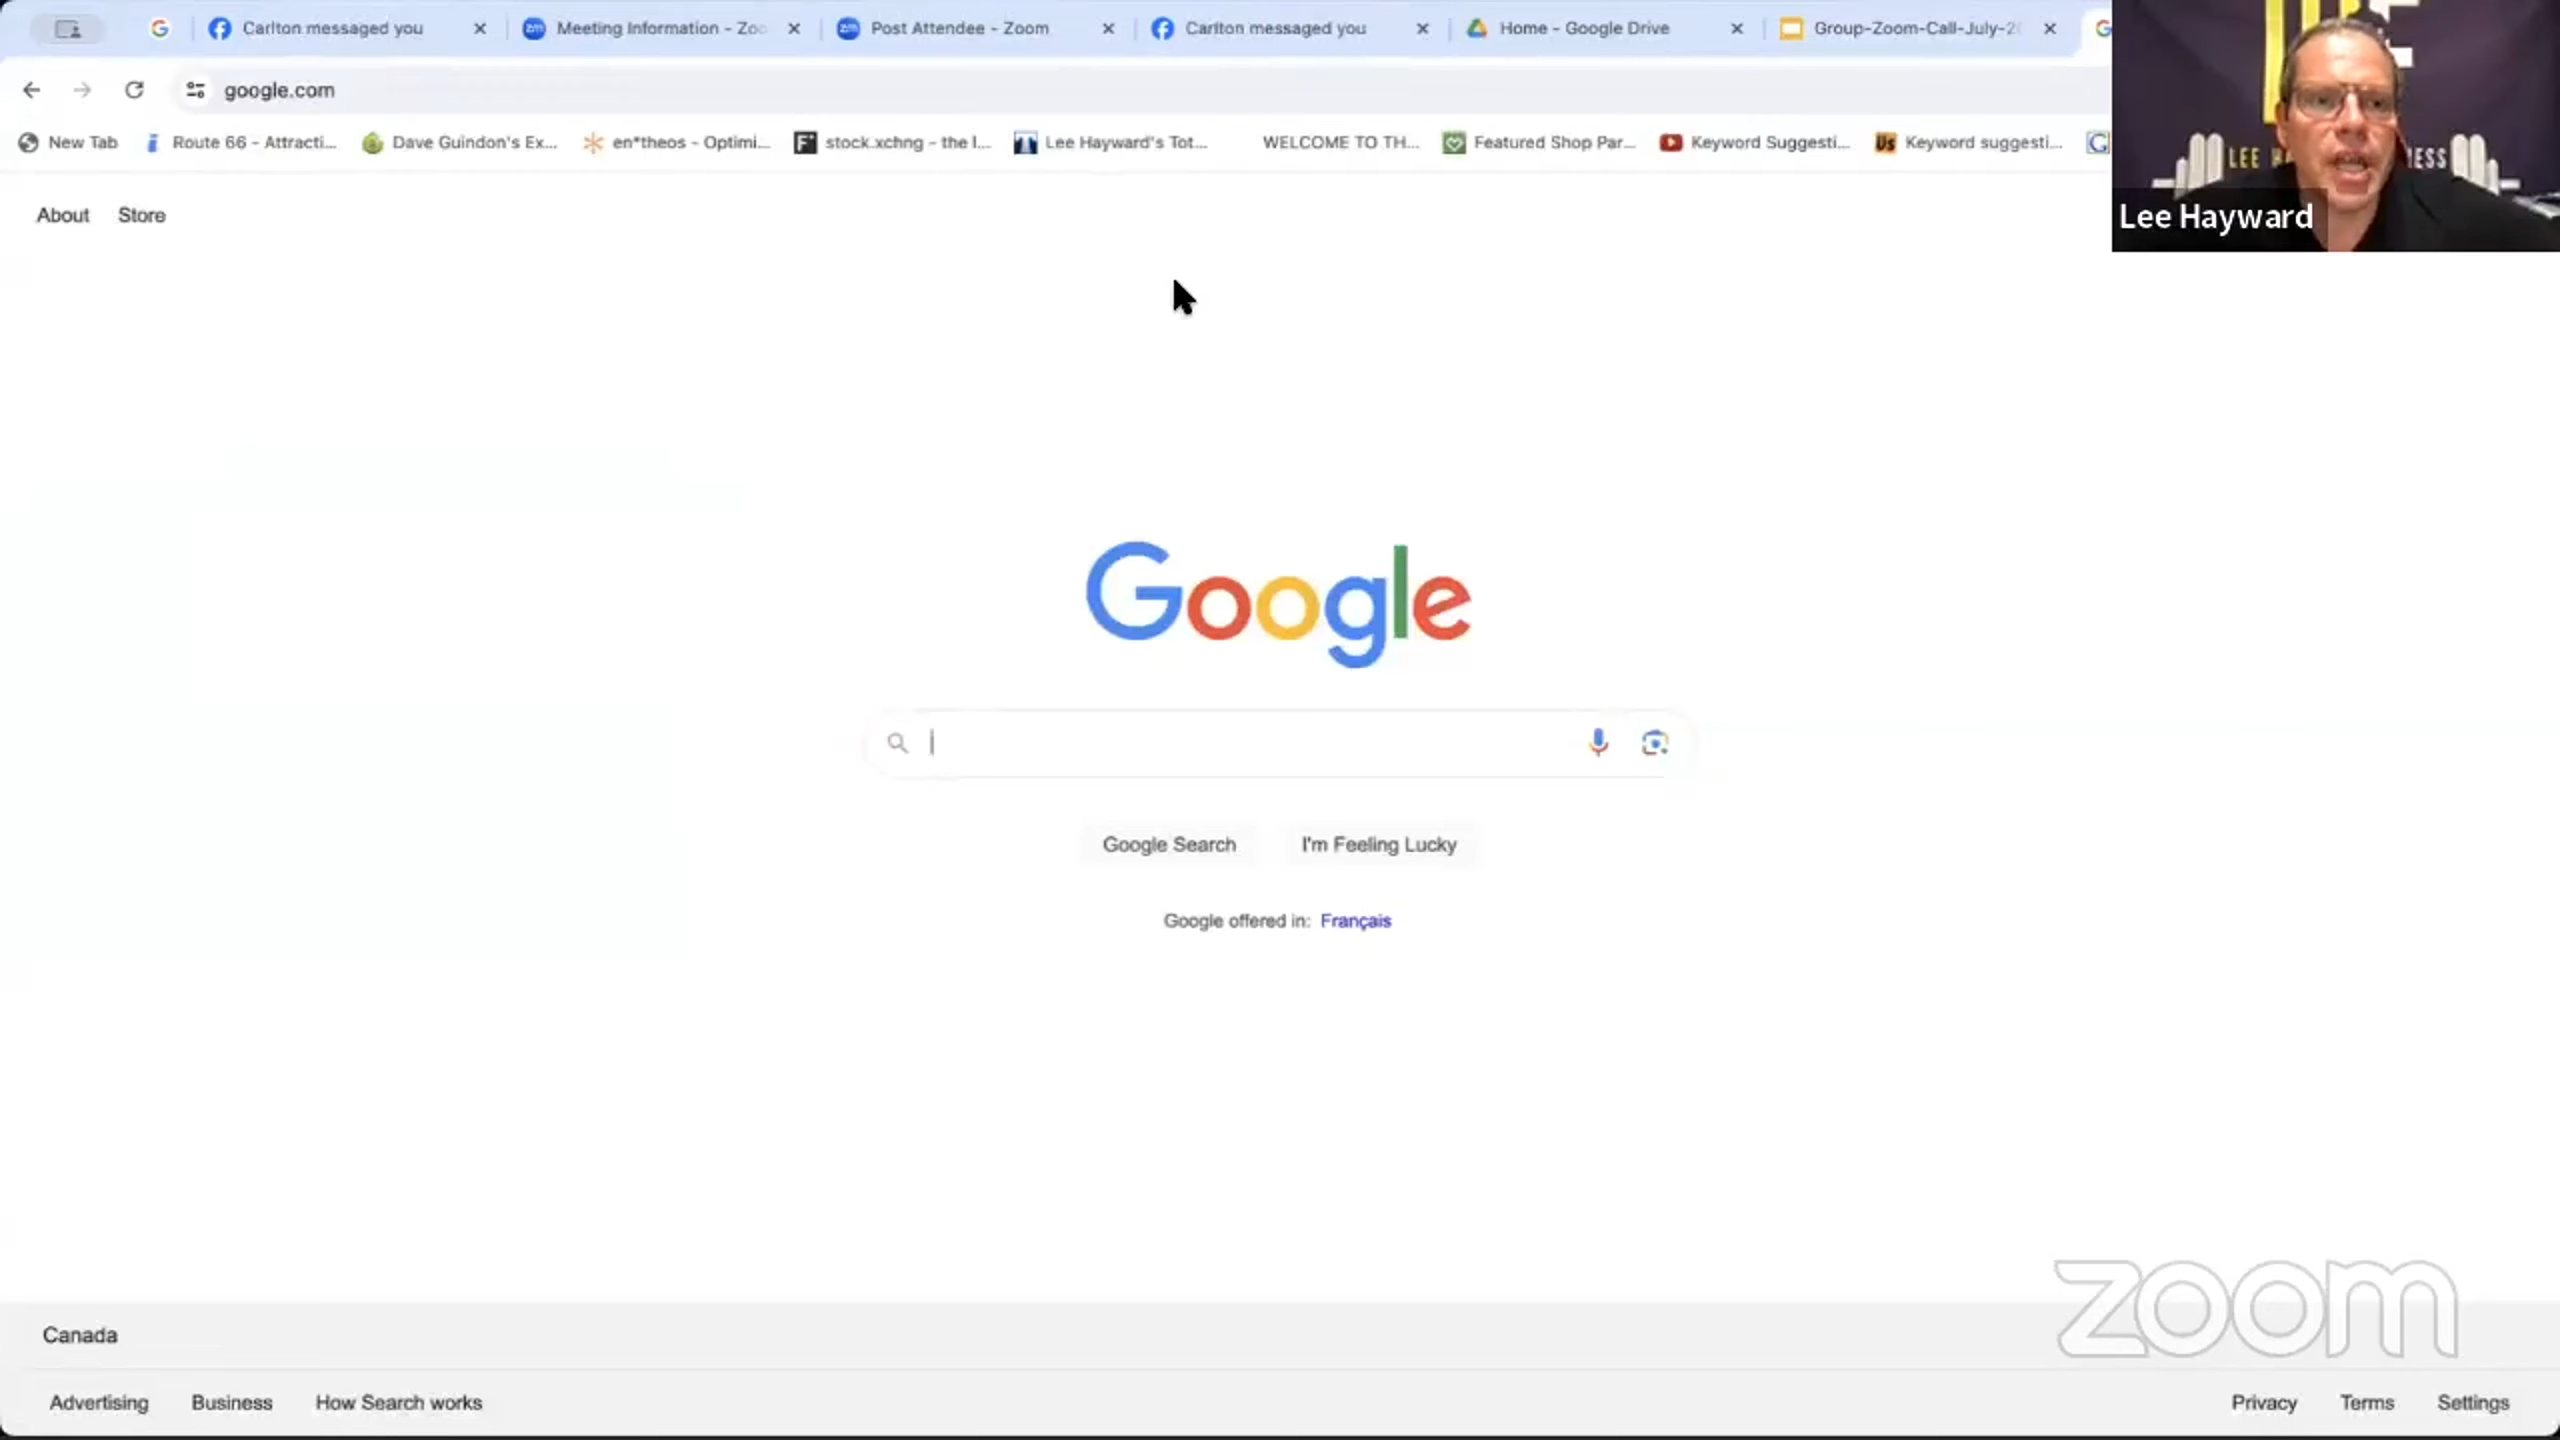 Carlton messaged you
Meeting Information - Zoo
Post Attendee - Zoom
Carlton messaged you
Home - Google Drive
Group-Zoom-Call-July-2
google.com
New Tab
Route 66 - Attracti...
Dave Guindon's Ex...
en*theos - Optimi...
stock.xchng - the l...
Lee Hayward's Tot...
WELCOME TO TH...
Featured Shop Par...
Keyword Suggesti...
Keyword suggesti...
LEE HA
NESS
Lee Hayward
About
Store
Google
Google Search
I'm Feeling Lucky
Google offered in: Français
zoom
Canada
Advertising
Business
How Search works
Privacy
Terms
Settings